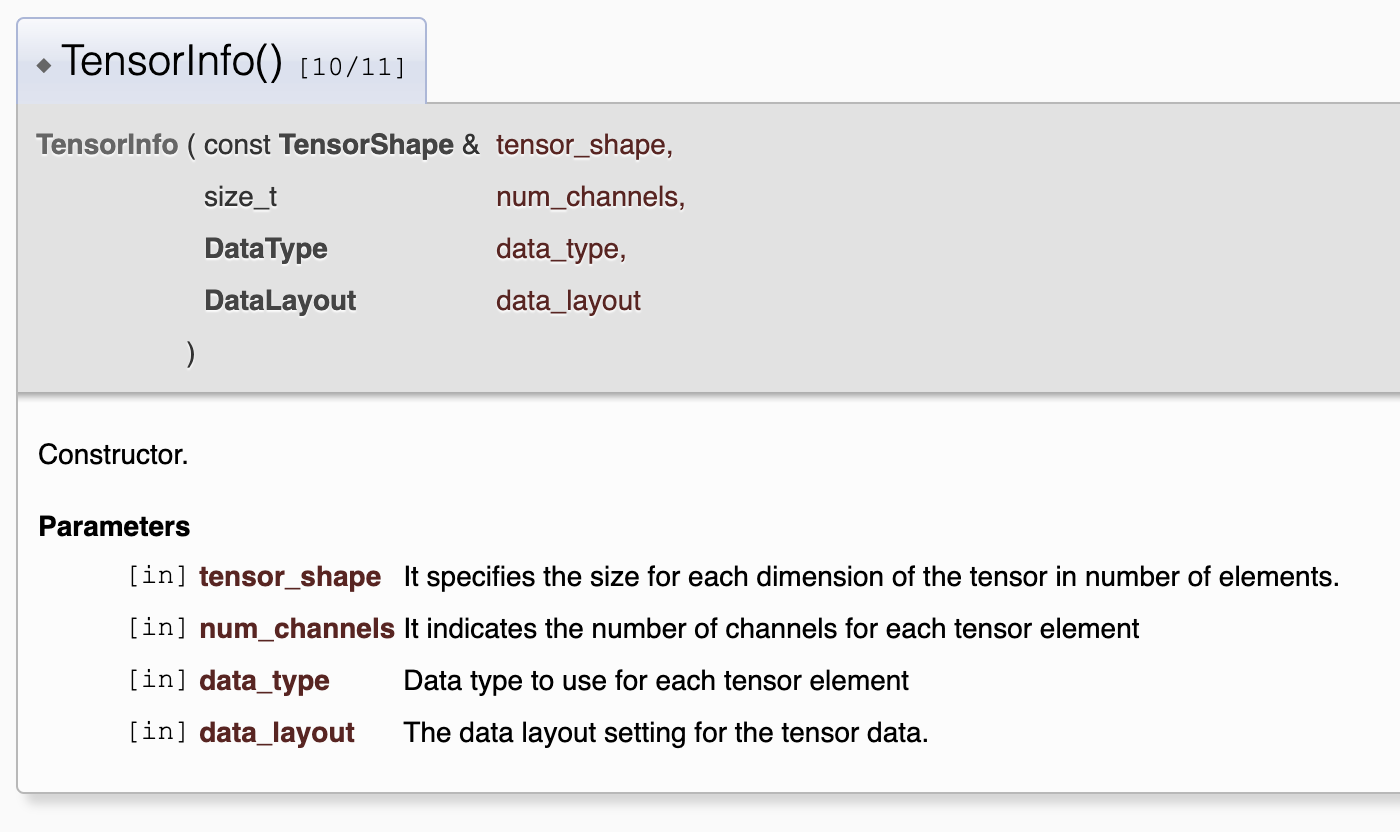 ◆ TensorInfo() [10/11]
TensorInfo ( const TensorShape & tensor_shape,
size_t num_channels,
DataType data_type,
DataLayout data_layout
)
Constructor.
Parameters
[in] tensor_shape It specifies the size for each dimension of the tensor in number of elements.
[in] num_channels It indicates the number of channels for each tensor element
[in] data_type Data type to use for each tensor element
[in] data_layout The data layout setting for the tensor data.